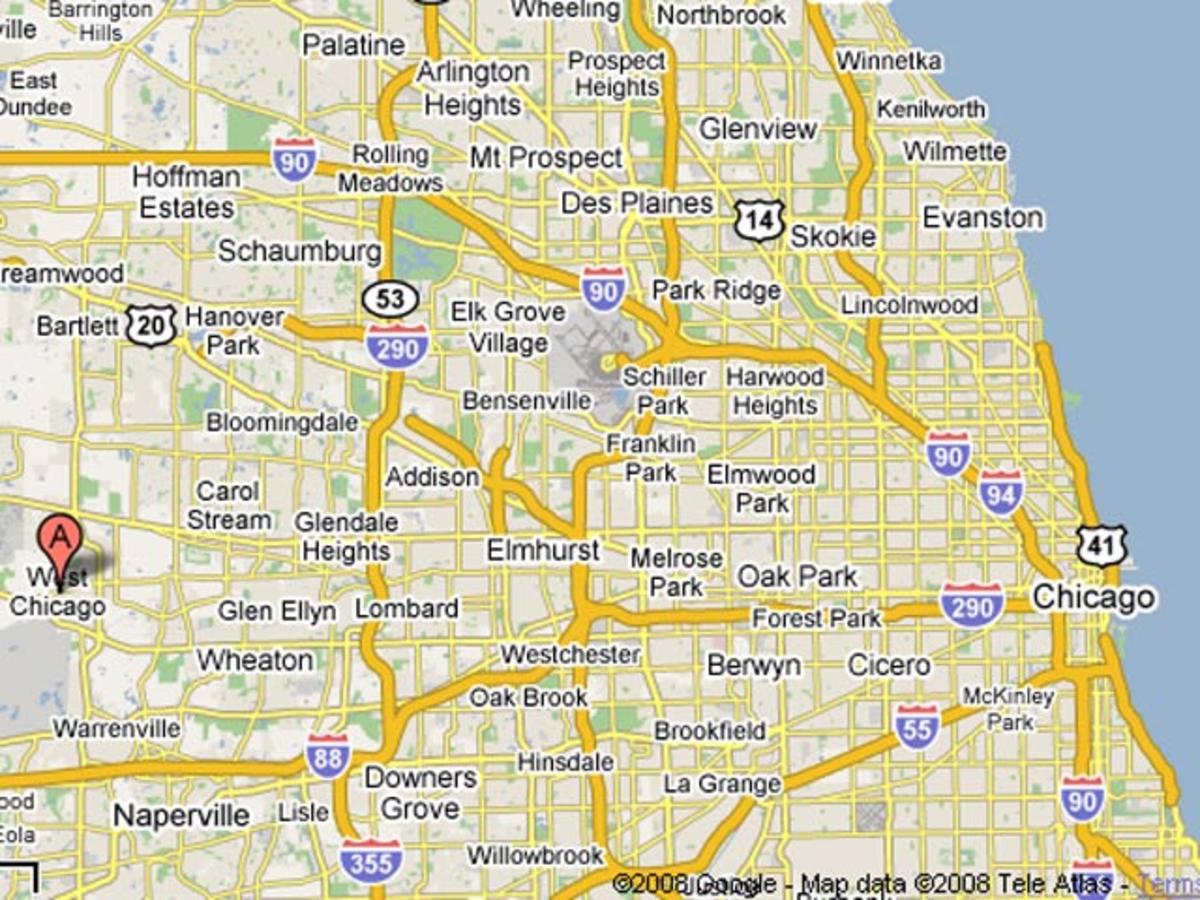 Barrington
Hills
ville
Wheeling
Northbrook
Palatine
Prospect
Heights
Winnetka
East
Dundee
Arlington
Heights
Kenilworth
Glenview
Wilmette
90
Rolling
Meadows
Mt Prospect
Hoffman
Estates
Des Plaines
14
Evanston
Skokie
Schaumburg
reamwood
53
90
Park Ridge
Lincolnwood
Bartlett
20
Hanover
Park
Elk Grove
Village
290
Schiller
Park
Harwood
Heights
Bensenville
Bloomingdale
Franklin
Park
90
Addison
Elmwood
Park
94
Carol
Stream
Glendale
Heights
A
41
Elmhurst
Melrose
Park
Oak Park
West
Chicago
Glen Ellyn
Lombard
Forest Park
290
Chicago
Wheaton
Westchester
Berwyn
Cicero
Oak Brook
McKinley
Park
Warrenville
Brookfield
55
88
Hinsdale
Downers
Grove
La Grange
90
ood
Eola
Naperville
Lisle
355
Willowbrook
©2008 Google - Map data ©2008 Tele Atlas - Terms